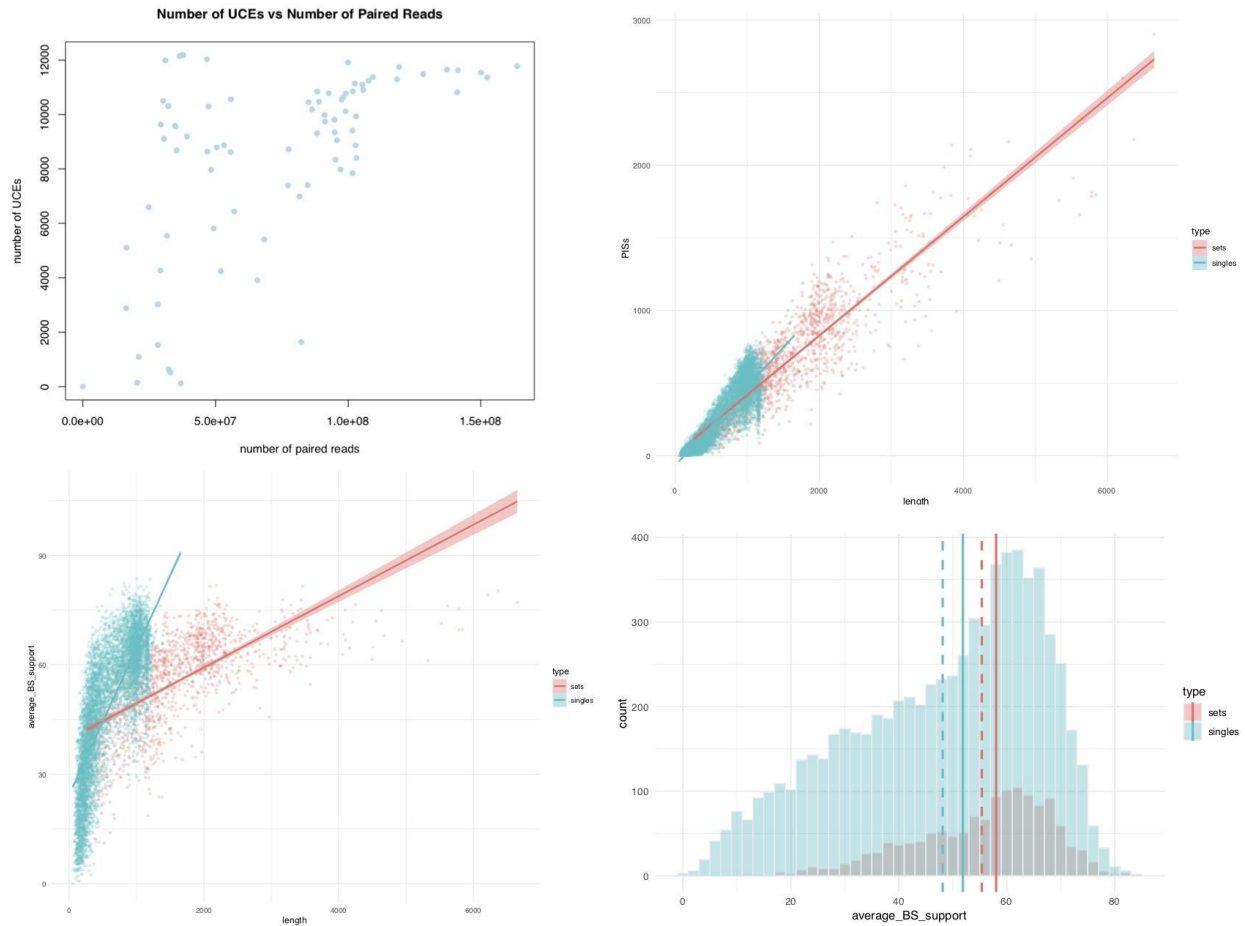 Number of UCEs vs Number of Paired Reads
number of UCEs
12000
10000
8000
6000
4000
2000
0
0.0e+00 5.0e+07 1.0e+08 1.5e+08
number of paired reads
3000
2000
1000
0
PISs
0 2000 4000 6000
length
type
sets
singles
90
60
30
0
average_BS_support
0 2000 4000 6000
length
type
sets
singles
400
300
200
100
0
count
0 20 40 60 80
average_BS_support
type
sets
singles